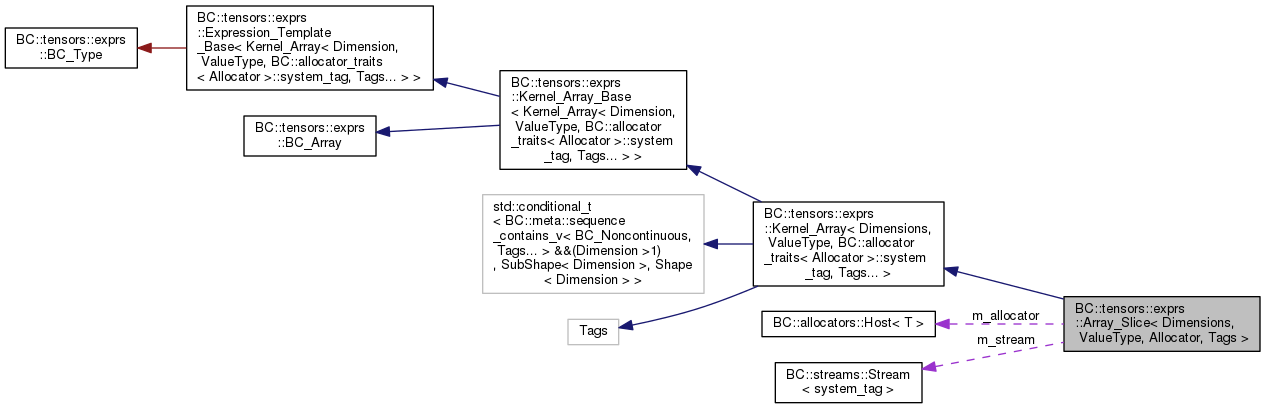 BC::tensors::exprs
::BC_Type
BC::tensors::exprs
::Expression_Template
_Base< Kernel_Array< Dimension,
ValueType, BC::allocator_traits
< Allocator >::system_tag, Tags... > >
BC::tensors::exprs
::BC_Array
BC::tensors::exprs
::Kernel_Array_Base
< Kernel_Array< Dimension,
ValueType, BC::allocator
_traits< Allocator >::system
_tag, Tags... > >
std::conditional_t
< BC::meta::sequence
_contains_v< BC_Noncontinuous,
Tags... > &&(Dimension >1)
, SubShape< Dimension >, Shape
< Dimension > >
Tags
BC::tensors::exprs
::Kernel_Array< Dimensions,
ValueType, BC::allocator
_traits< Allocator >::system
_tag, Tags... >
BC::allocators::Host< T >
m_allocator
m_stream
BC::streams::Stream
< system_tag >
BC::tensors::exprs
::Array_Slice< Dimensions,
ValueType, Allocator, Tags >